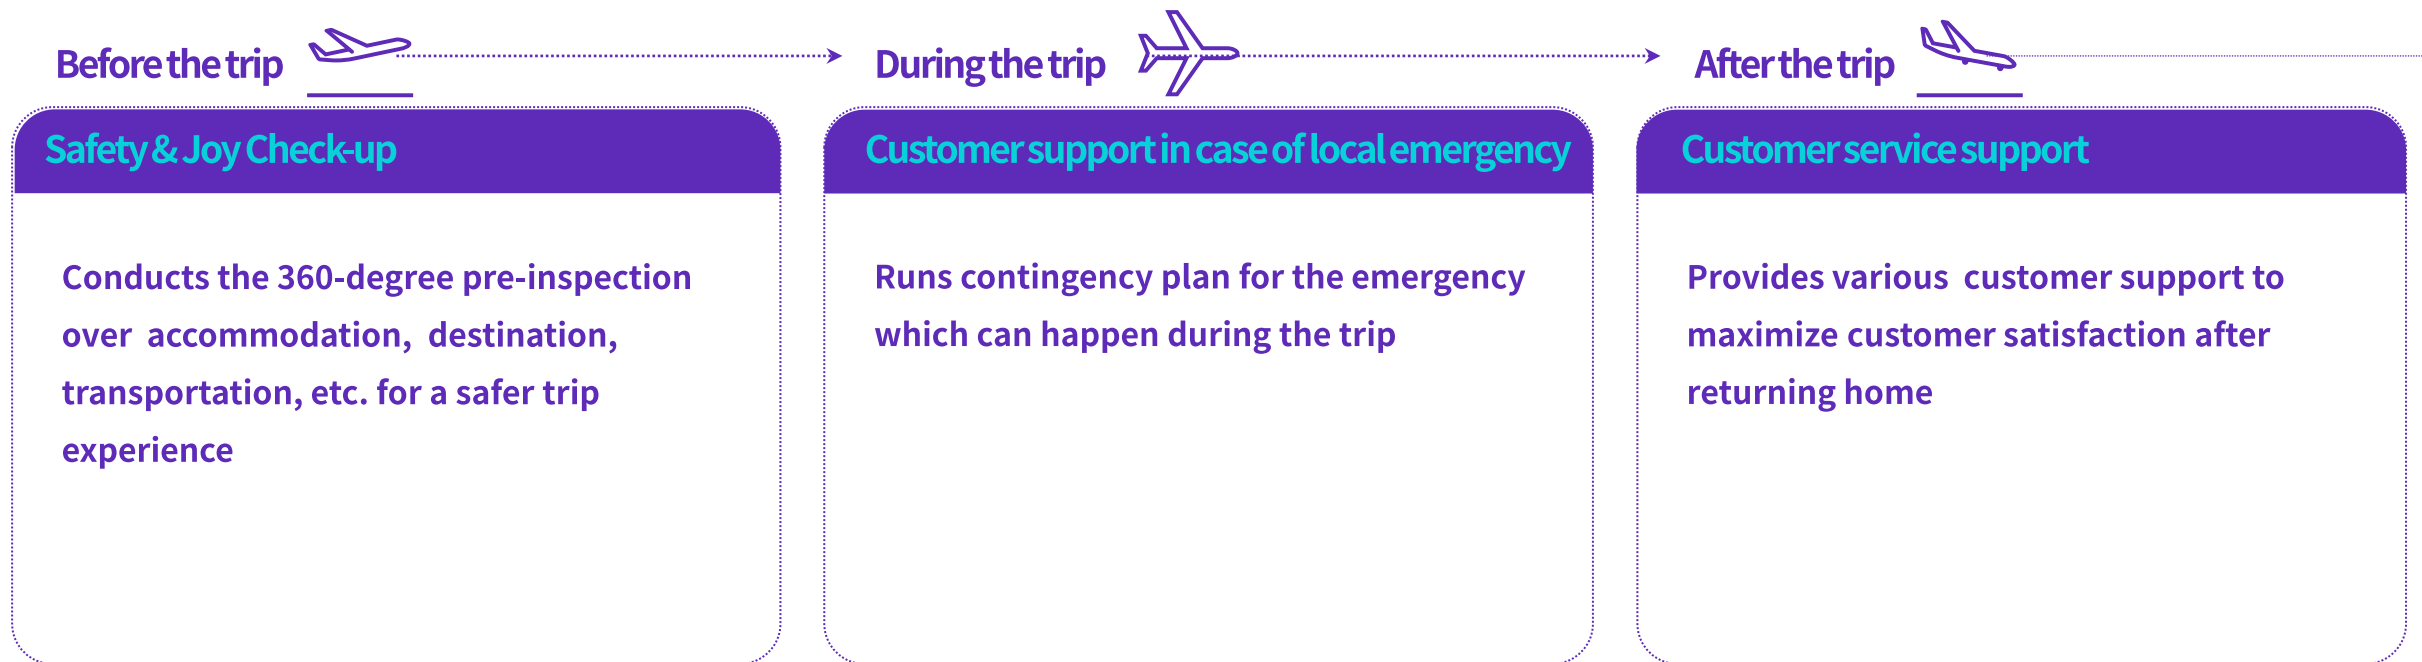 Before the trip
During the trip
After the trip
Safety & Joy Check-up
Conducts the 360-degree pre-inspection
over accommodation, destination,
transportation, etc. for a safer trip
experience
Customer support in case of local emergency
Runs contingency plan for the emergency
which can happen during the trip
Customer service support
Provides various customer support to
maximize customer satisfaction after
returning home